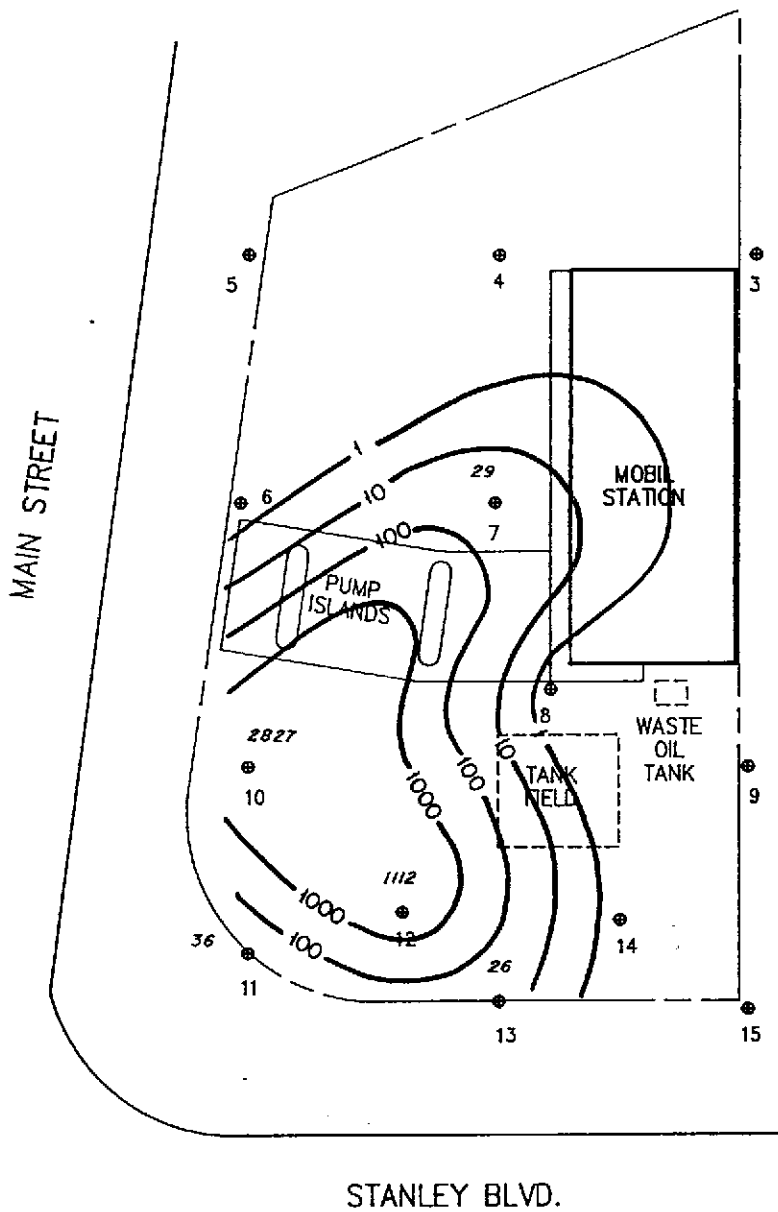 5
4
3
MAIN STREET
1
10
100
6
29
7
MOBIL
STATION
PUMP
ISLANDS
8
WASTE
OIL
TANK
2827
10
1000
100
10
TANK
FIELD
9
1112
12
1000
100
36
11
26
13
14
15
STANLEY BLVD.